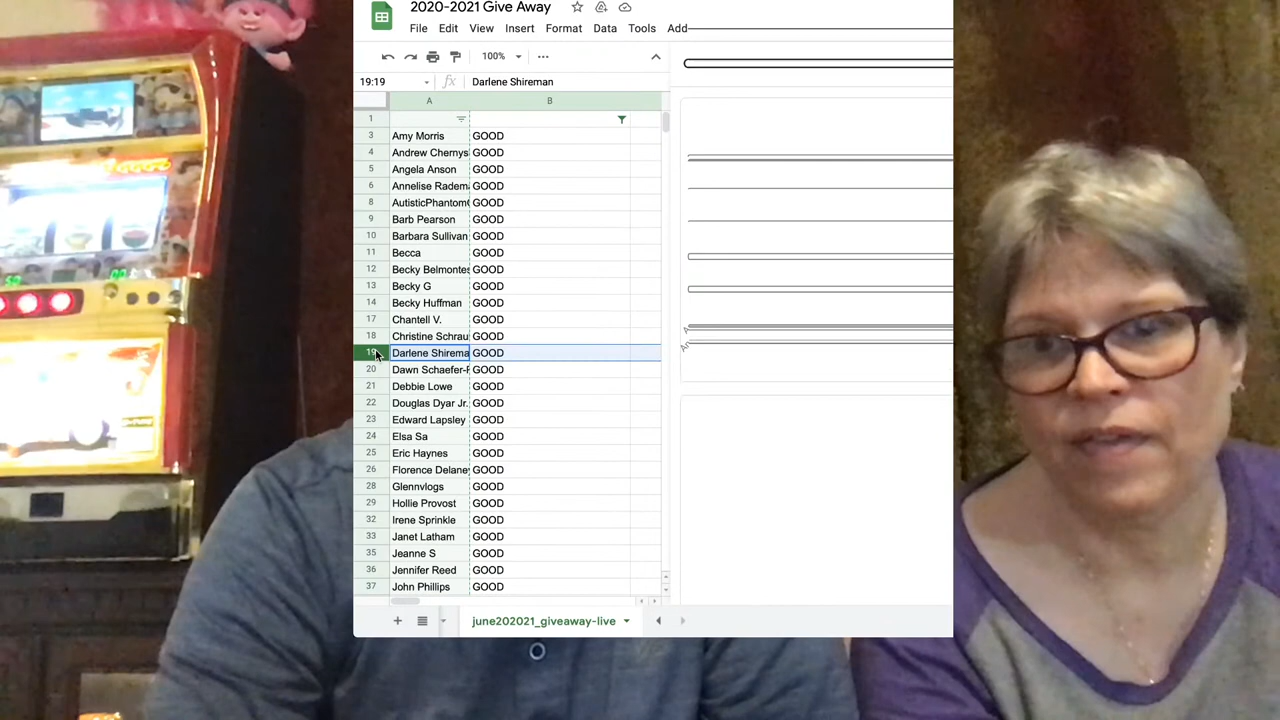 2020-2021 Give Away
File Edit View Insert Format Data Tools Add
100%
19:19 fx Darlene Shireman
A B
1
3 Amy Morris GOOD
4 Andrew Chernys GOOD
5 Angela Anson GOOD
6 Annelise Radem GOOD
8 AutisticPhantom GOOD
9 Barb Pearson GOOD
10 Barbara Sullivan GOOD
11 Becca GOOD
12 Becky Belmontes GOOD
13 Becky G GOOD
14 Becky Huffman GOOD
17 Chantell V. GOOD
18 Christine Schrau GOOD
19 Darlene Shirema GOOD
20 Dawn Schaefer-F GOOD
21 Debbie Lowe GOOD
22 Douglas Dyar Jr. GOOD
23 Edward Lapsley GOOD
24 Elsa Sa GOOD
25 Eric Haynes GOOD
26 Florence Delaney GOOD
28 Glennvlogs GOOD
29 Hollie Provost GOOD
32 Irene Sprinkle GOOD
33 Janet Latham GOOD
35 Jeanne S GOOD
36 Jennifer Reed GOOD
37 John Phillips GOOD
june202021_giveaway-live